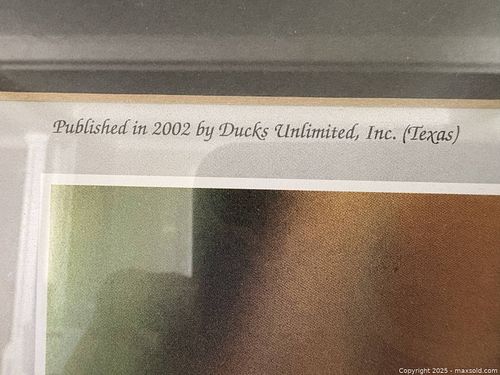 Published in 2002 by Ducks Unlimited, Inc. (Texas)
Copyright 2025 - maxsold.com